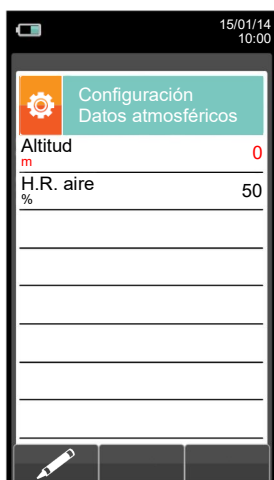 15/01/14
10:00
Configuración
Datos atmosféricos
Altitud
m
0
H.R. aire
%
50